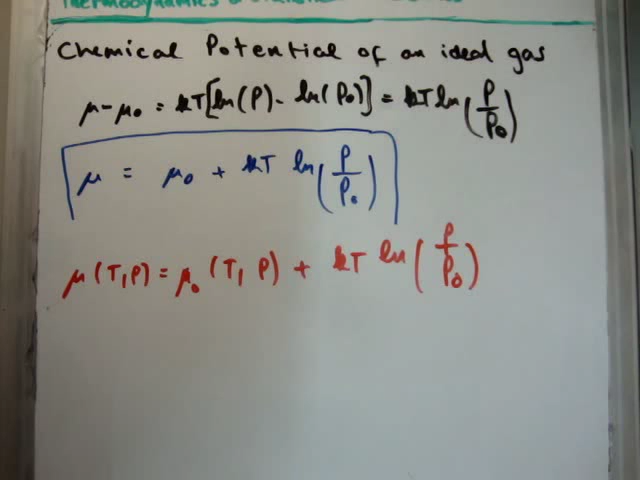 Thermodynamics
Chemical Potential of an ideal gas
μ-μ₀ = kT[ln(P) - ln(P₀)] = kT ln(P/P₀)
μ = μ₀ + kT ln(P/P₀)
μ(T,P) = μ₀(T, P) + kT ln(P/P₀)